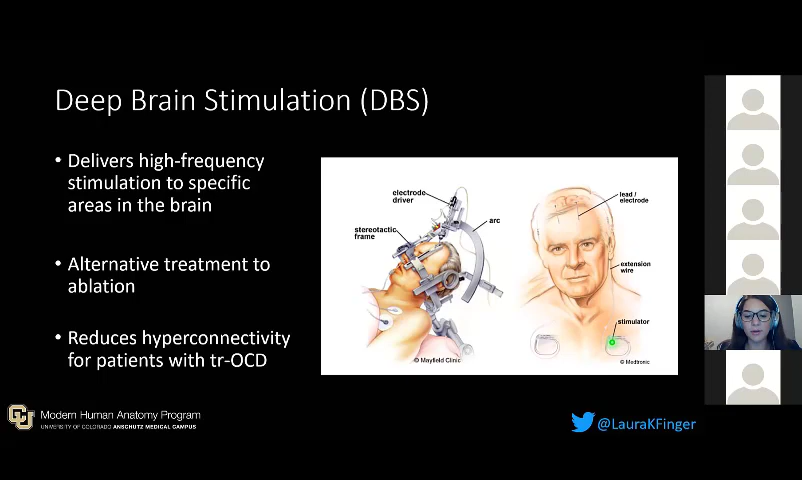 Deep Brain Stimulation (DBS)
• Delivers high-frequency
stimulation to specific
areas in the brain
• Alternative treatment to
ablation
• Reduces hyperconnectivity
for patients with tr-OCD
electrode
driver
arc
stereotactic
frame
© Mayfield Clinic
lead /
electrode
extension
wire
stimulator
© Medtronic
CU
Modern Human Anatomy Program
UNIVERSITY OF COLORADO ANSCHUTZ MEDICAL CAMPUS
@LauraKFinger